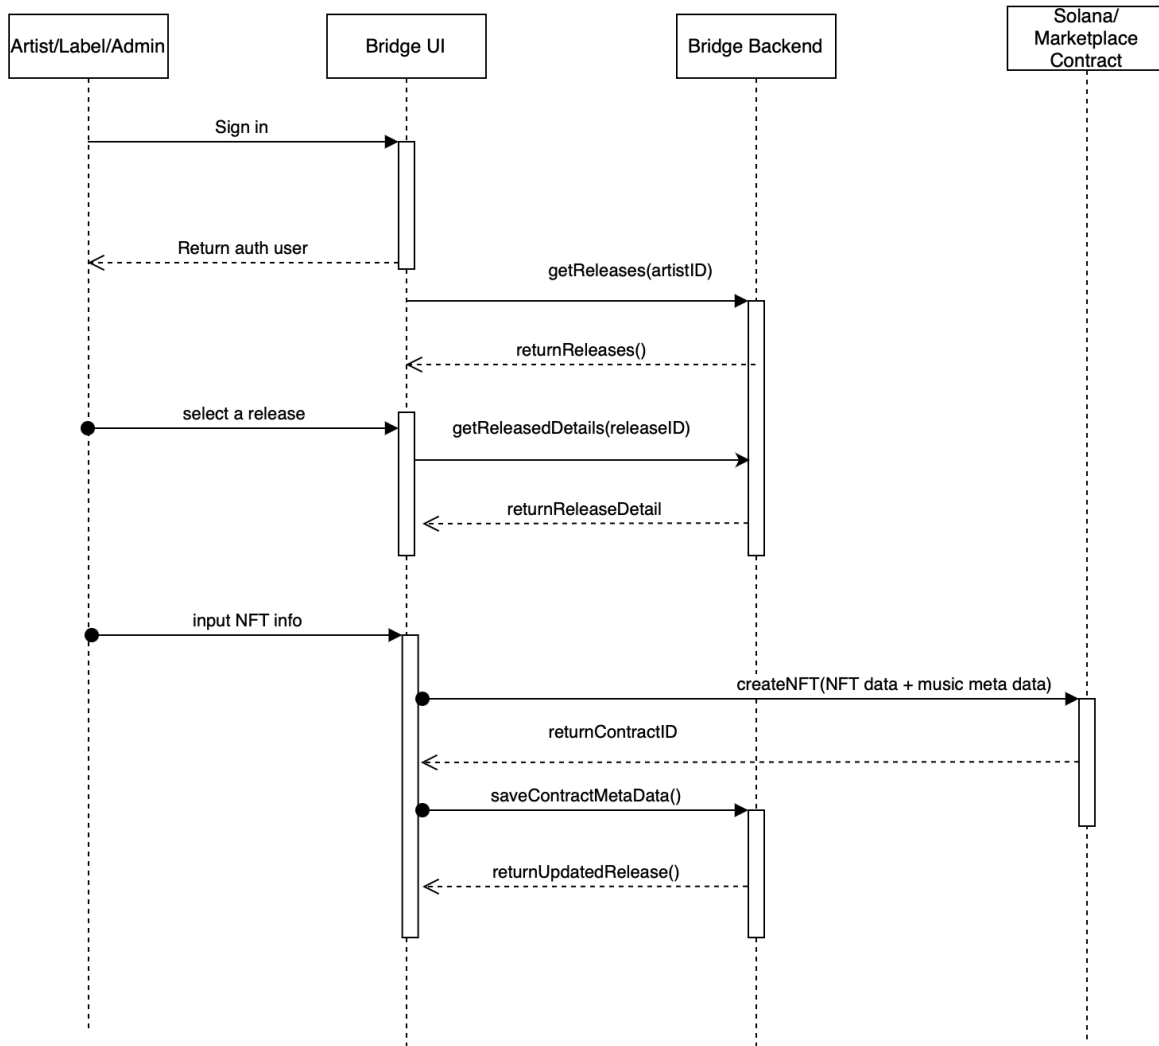 Artist/Label/Admin
Bridge UI
Bridge Backend
Solana/
Marketplace
Contract
Sign in
Return auth user
getReleases(artistID)
returnReleases()
select a release
getReleasedDetails(releaseID)
returnReleaseDetail
input NFT info
createNFT(NFT data + music meta data)
returnContractID
saveContractMetaData()
returnUpdatedRelease()